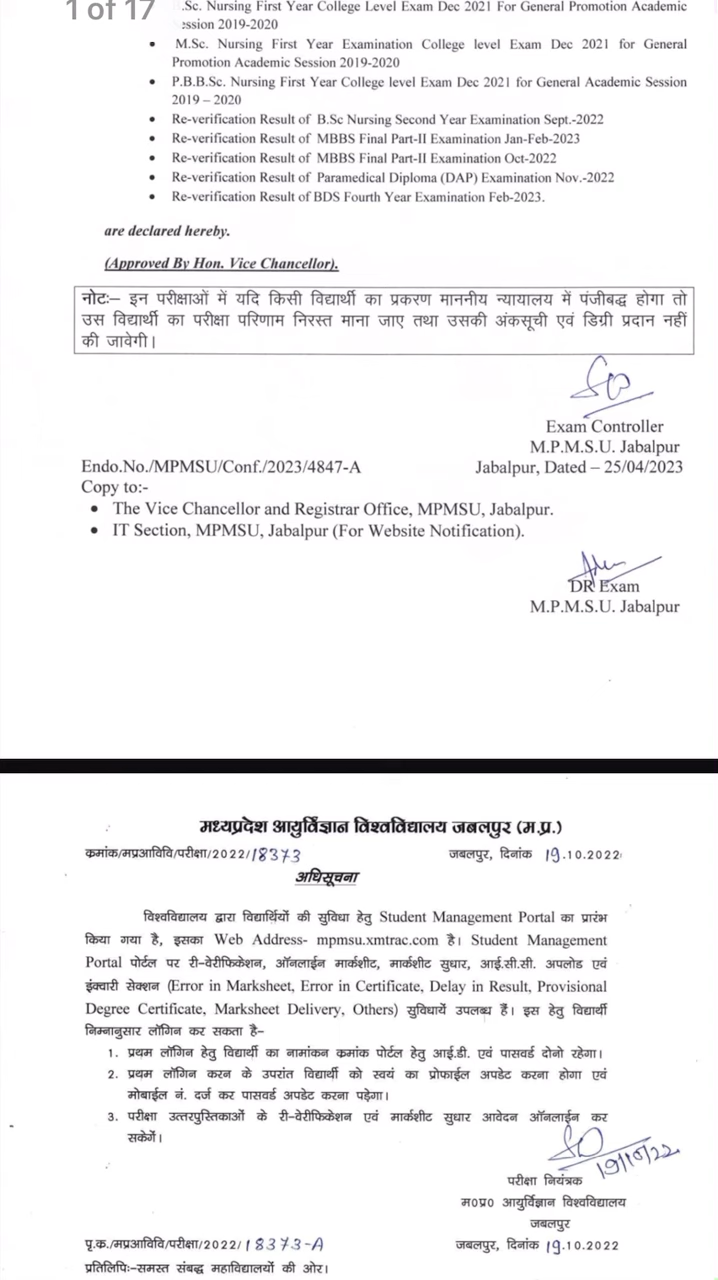 1 of 17
.Sc. Nursing First Year College Level Exam Dec 2021 For General Promotion Academic
ession 2019-2020
• M.Sc. Nursing First Year Examination College level Exam Dec 2021 for General
Promotion Academic Session 2019-2020
• P.B.B.Sc. Nursing First Year College level Exam Dec 2021 for General Academic Session
2019 – 2020
• Re-verification Result of B.Sc Nursing Second Year Examination Sept.-2022
• Re-verification Result of MBBS Final Part-II Examination Jan-Feb-2023
• Re-verification Result of MBBS Final Part-II Examination Oct-2022
• Re-verification Result of Paramedical Diploma (DAP) Examination Nov.-2022
• Re-verification Result of BDS Fourth Year Examination Feb-2023.
are declared hereby.
(Approved By Hon. Vice Chancellor).
नोटः– इन परीक्षाओं में यदि किसी विद्यार्थी का प्रकरण माननीय न्यायालय में पंजीबद्ध होगा तो
उस विद्यार्थी का परीक्षा परिणाम निरस्त माना जाए तथा उसकी अंकसूची एवं डिग्री प्रदान नहीं
की जावेगी।
Exam Controller
M.P.M.S.U. Jabalpur
Endo.No./MPMSU/Conf./2023/4847-A Jabalpur, Dated – 25/04/2023
Copy to:-
• The Vice Chancellor and Registrar Office, MPMSU, Jabalpur.
• IT Section, MPMSU, Jabalpur (For Website Notification).
DR Exam
M.P.M.S.U. Jabalpur
मध्यप्रदेश आयुर्विज्ञान विश्वविद्यालय जबलपुर (म.प्र.)
क्रमांक/मप्रआविवि/परीक्षा/2022/18373 जबलपुर, दिनांक 19.10.2022
अधिसूचना
विश्वविद्यालय द्वारा विद्यार्थियों की सुविधा हेतु Student Management Portal का प्रारंभ
किया गया है, इसका Web Address- mpmsu.xmtrac.com है। Student Management
Portal पोर्टल पर री-वेरीफिकेशन, ऑनलाईन मार्कशीट, मार्कशीट सुधार, आई.सी.सी. अपलोड एवं
इंक्वारी सेक्शन (Error in Marksheet, Error in Certificate, Delay in Result, Provisional
Degree Certificate, Marksheet Delivery, Others) सुविधायें उपलब्ध हैं। इस हेतु विद्यार्थी
निम्नानुसार लॉगिन कर सकता है–
1. प्रथम लॉगिन हेतु विद्यार्थी का नामांकन क्रमांक पोर्टल हेतु आई.डी. एवं पासवर्ड दोनो रहेगा।
2. प्रथम लॉगिन करन के उपरांत विद्यार्थी को स्वयं का प्रोफाईल अपडेट करना होगा एवं
मोबाईल नं. दर्ज कर पासवर्ड अपडेट करना पड़ेगा।
3. परीक्षा उत्तरपुस्तिकाओं के री-वेरीफिकेशन एवं मार्कशीट सुधार आवेदन ऑनलाईन कर
सकेगें।
19/10/22
परीक्षा नियंत्रक
म0प्र0 आयुर्विज्ञान विश्वविद्यालय
जबलपुर
पृ.क./मप्रआविवि/परीक्षा/2022/18373-A जबलपुर, दिनांक 19.10.2022
प्रतिलिपिः–समस्त संबद्ध महाविद्यालयों की ओर।